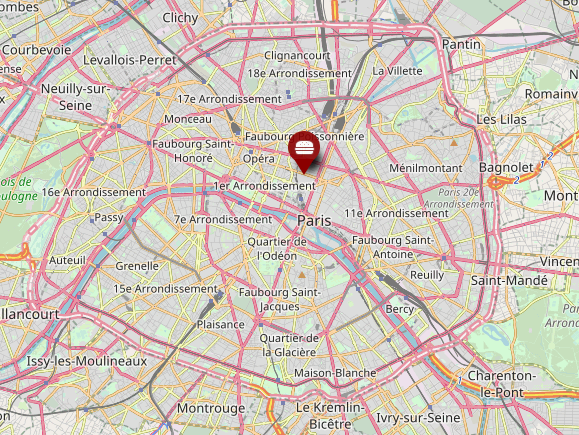 ombes
Clichy
Courbevoie
Levallois-Perret
Clignancourt
18e Arrondissement
Pantin
La Villette
ense
Neuilly-sur-
Seine
17e Arrondissement
Romainv
Monceau
Les Lilas
Faubourg Saint-
Honoré
Opéra
Ménilmontant
Bagnolet
2
1 2
ois de
ulogne
16e Arrondissement
1er Arrondissement
Paris 20e
Arrondissement
Mont
Passy
7e Arrondissement
Paris
11e Arrondissement
Quartier de
l'Odéon
Faubourg Saint-
Antoine
Auteuil
Grenelle
Reuilly
Vincen
Saint-Mandé
15e Arrondissement
Faubourg Saint-
Jacques
Bercy
llancourt
Plaisance
Quartier de
la Glacière
Issy-les-Moulineaux
Maison-Blanche
1
Charenton-
le-Pont
Montrouge
Le Kremlin-
Bicêtre
Ivry-sur-Seine